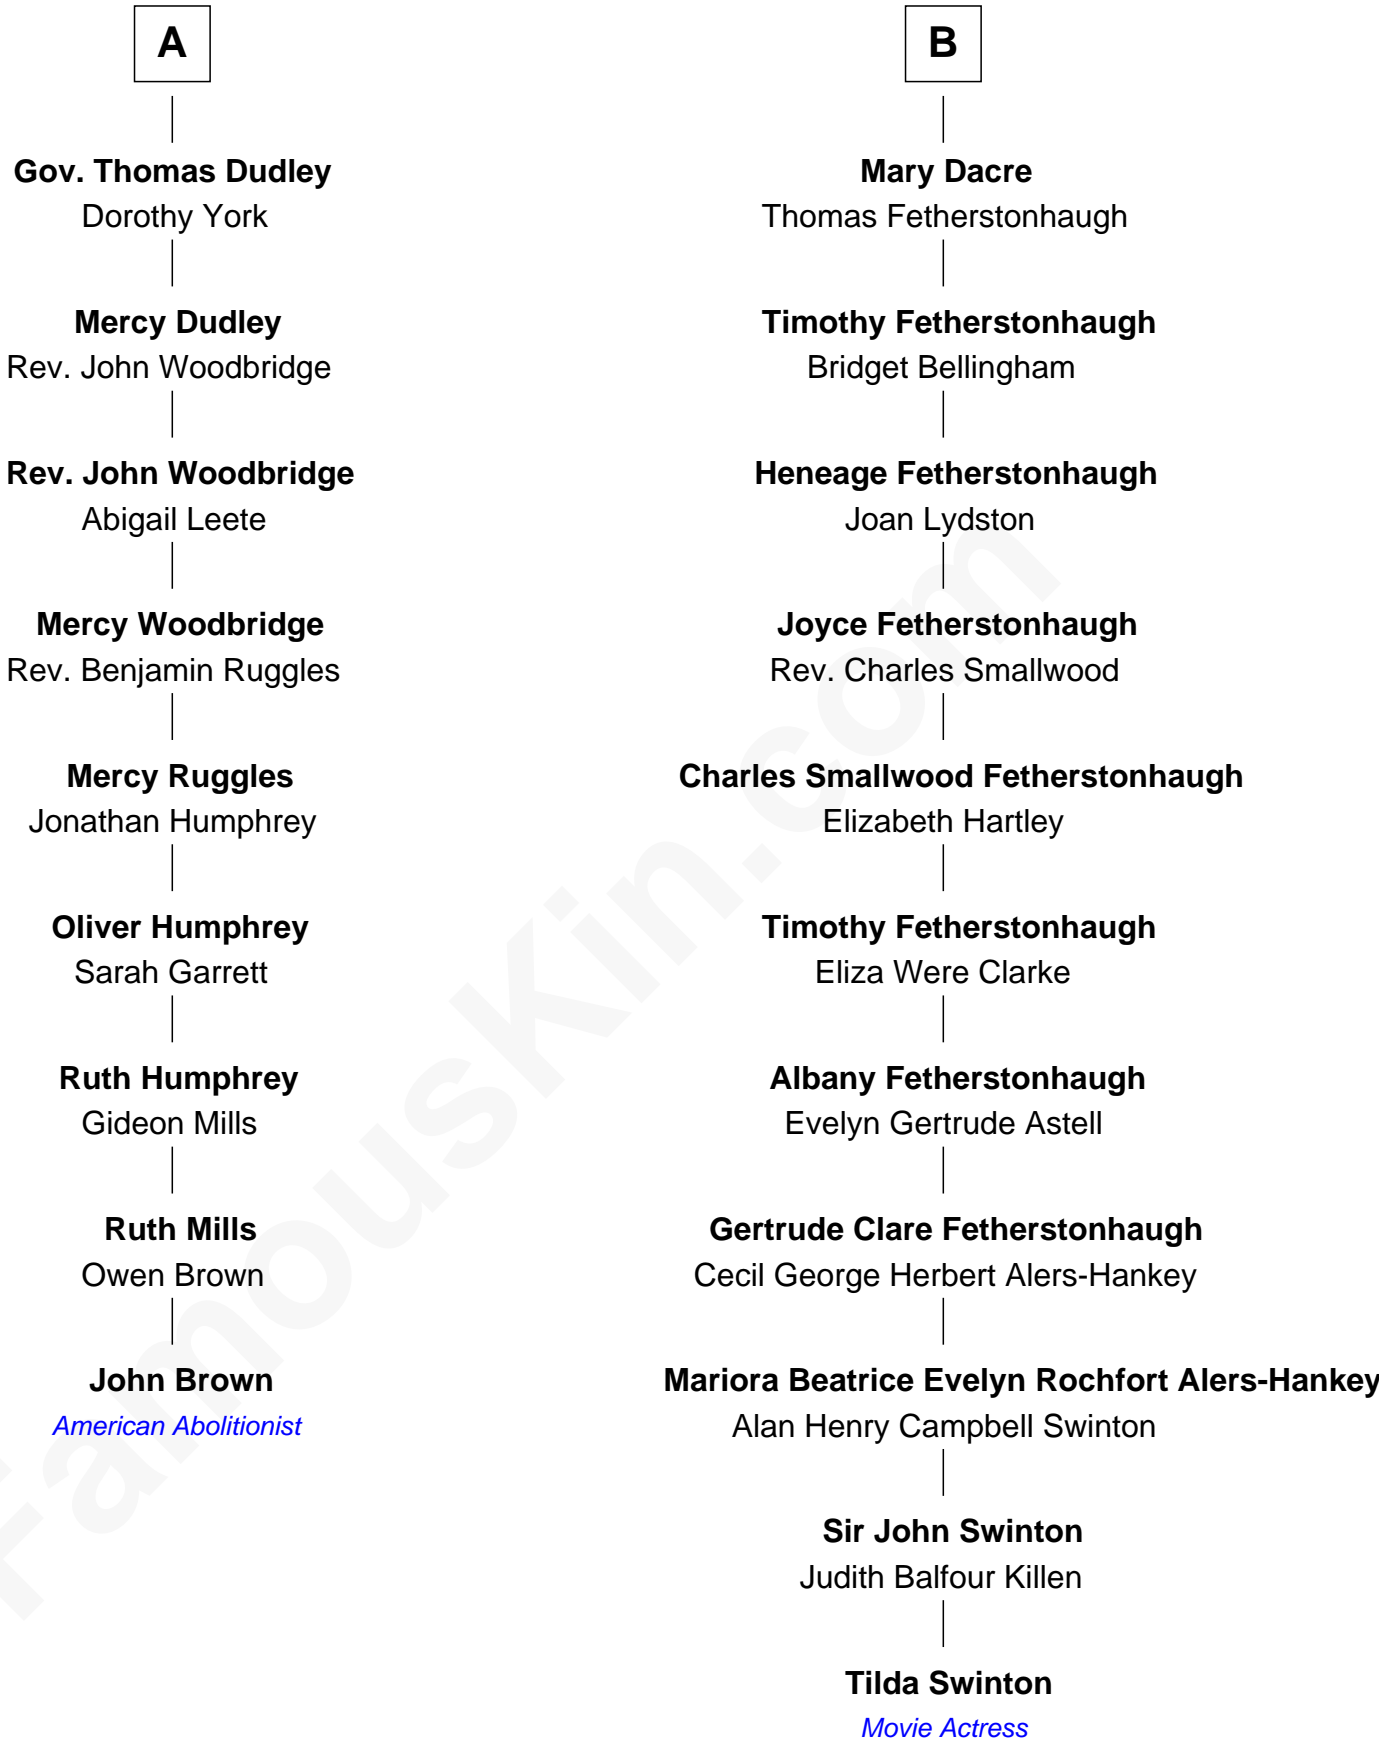 A
Gov. Thomas Dudley
Dorothy York
Mercy Dudley
Rev. John Woodbridge
Rev. John Woodbridge
Abigail Leete
Mercy Woodbridge
Rev. Benjamin Ruggles
Mercy Ruggles
Jonathan Humphrey
Oliver Humphrey
Sarah Garrett
Ruth Humphrey
Gideon Mills
Ruth Mills
Owen Brown
John Brown
American Abolitionist
B
Mary Dacre
Thomas Fetherstonhaugh
Timothy Fetherstonhaugh
Bridget Bellingham
Heneage Fetherstonhaugh
Joan Lydston
Joyce Fetherstonhaugh
Rev. Charles Smallwood
Charles Smallwood Fetherstonhaugh
Elizabeth Hartley
Timothy Fetherstonhaugh
Eliza Were Clarke
Albany Fetherstonhaugh
Evelyn Gertrude Astell
Gertrude Clare Fetherstonhaugh
Cecil George Herbert Alers-Hankey
Mariora Beatrice Evelyn Rochfort Alers-Hankey
Alan Henry Campbell Swinton
Sir John Swinton
Judith Balfour Killen
Tilda Swinton
Movie Actress
FamousKin.com